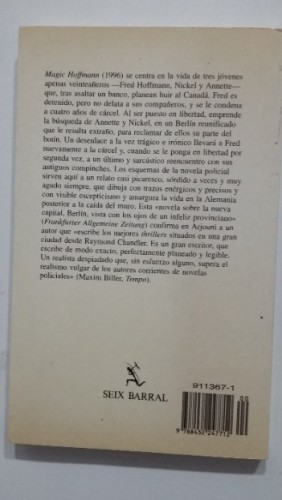 Magic Hoffmann (1996) se centra en la vida de tres jóvenes
apenas veinteañeros —Fred Hoffmann, Nickel y Annette—
que, tras asaltar un banco, planean huir al Canadá. Fred es
detenido, pero no delata a sus compañeros, y se le condena
a cuatro años de cárcel. Al ser puesto en libertad, emprende
la búsqueda de Annette y Nickel, en un Berlín reunificado
que le resulta extraño, para reclamar de ellos su parte del
botín. Un desenlace a la vez trágico e irónico llevará a Fred
nuevamente a la cárcel y, cuando se le ponga en libertad por
segunda vez, a un último y sarcástico reencuentro con sus
antiguos compinches. Los esquemas de la novela policial
sirven aquí a un relato casi picaresco, sórdido a veces y muy
agudo siempre, que dibuja con trazos enérgicos y precisos y
con visible escepticismo y amargura la vida en la Alemania
posterior a la caída del muro. Esta «novela sobre la nueva
capital, Berlín, vista con los ojos de un infeliz provinciano»
(Frankfurter Allgemeine Zeitung) confirma en Arjouni a un
autor que «escribe los mejores thrillers situados en una gran
ciudad desde Raymond Chandler. Es un gran escritor, que
escribe de modo exacto, perfectamente planeado y legible.
Un realista despiadado que, sin esfuerzo alguno, supera el
realismo vulgar de los autores corrientes de novelas
policiales» (Maxim Biller, Tempo).
SEIX BARRAL
911367-1
00
9 788432 247712